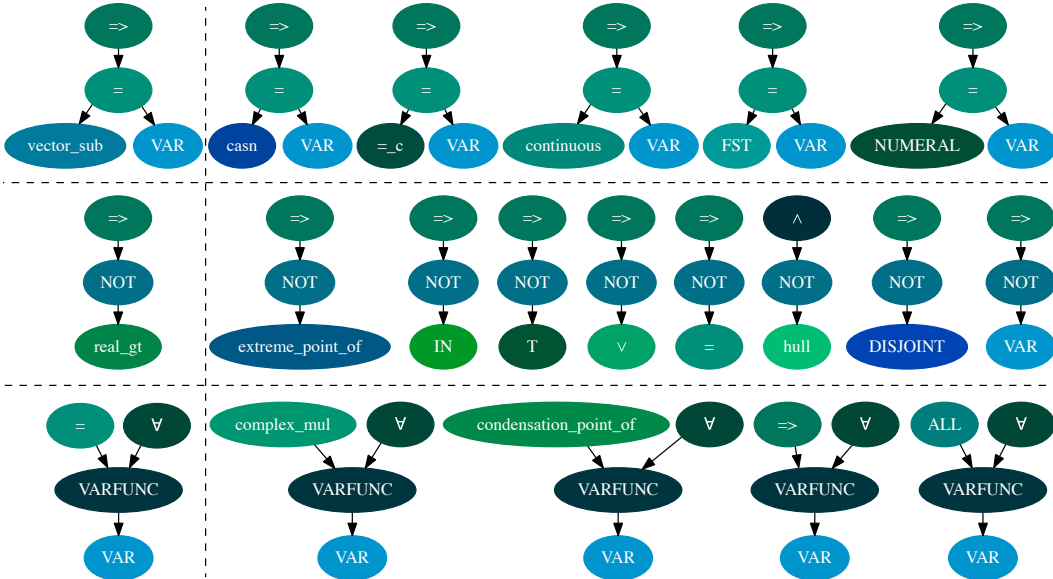 => => => => => =>
= = = = = =
vector_sub VAR casn VAR =_c VAR continuous VAR FST VAR NUMERAL VAR
=> => => => => => ∧ => =>
NOT NOT NOT NOT NOT NOT NOT NOT NOT
real_gt extreme_point_of IN T ∨ = hull DISJOINT VAR
= ∀ complex_mul ∀ condensation_point_of ∀ => ∀ ALL ∀
VARFUNC VARFUNC VARFUNC VARFUNC VARFUNC
VAR VAR VAR VAR VAR